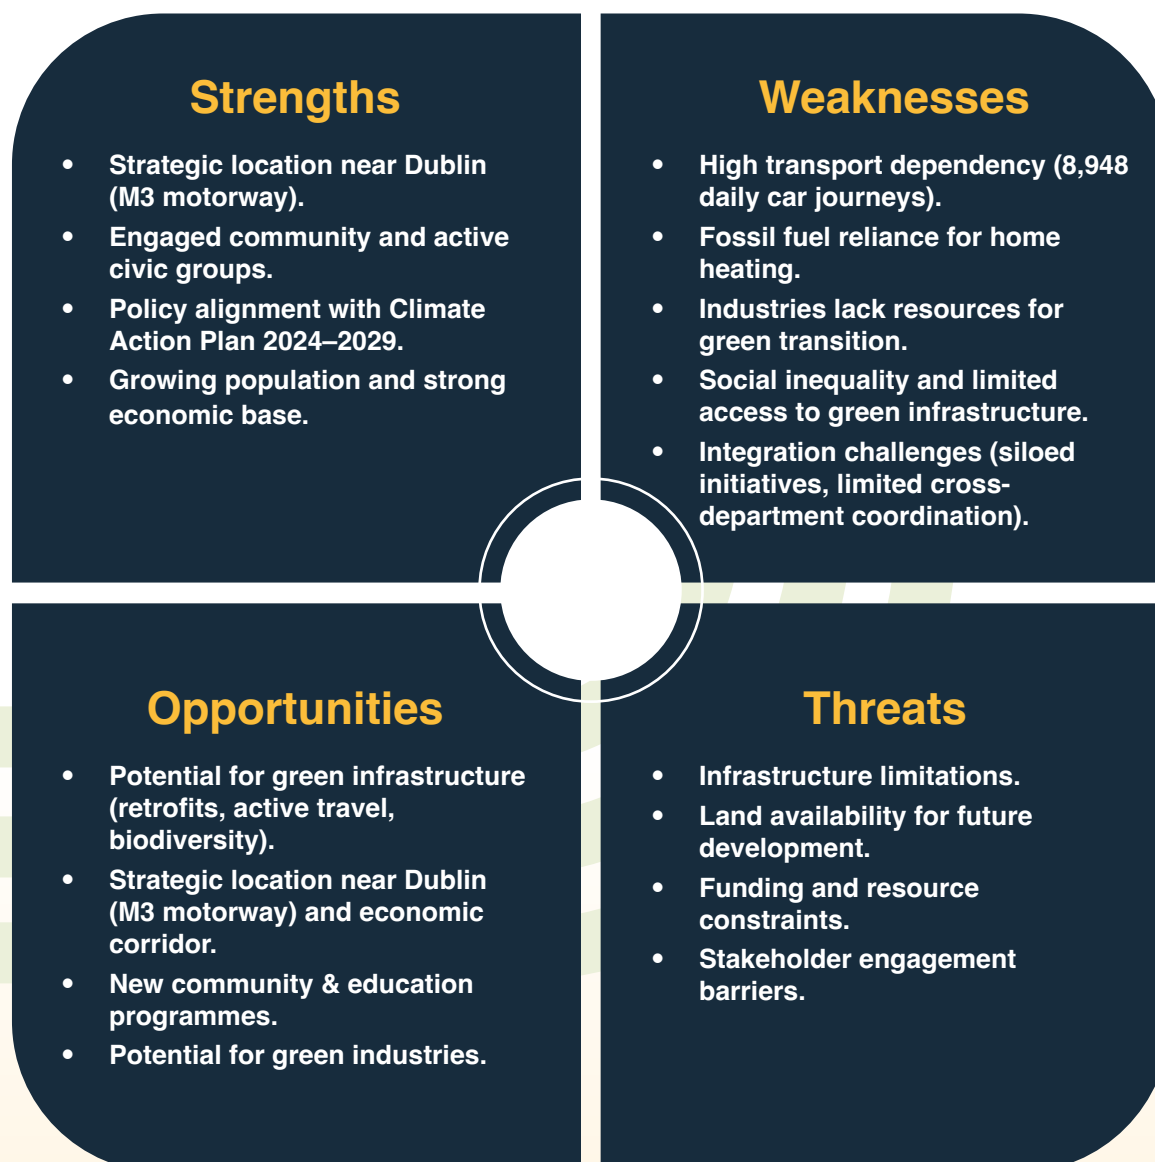 Strengths
• Strategic location near Dublin
(M3 motorway).
• Engaged community and active
civic groups.
• Policy alignment with Climate
Action Plan 2024–2029.
• Growing population and strong
economic base.
Weaknesses
• High transport dependency (8,948
daily car journeys).
• Fossil fuel reliance for home
heating.
• Industries lack resources for
green transition.
• Social inequality and limited
access to green infrastructure.
• Integration challenges (siloed
initiatives, limited cross-
department coordination).
Opportunities
• Potential for green infrastructure
(retrofits, active travel,
biodiversity).
• Strategic location near Dublin
(M3 motorway) and economic
corridor.
• New community & education
programmes.
• Potential for green industries.
Threats
• Infrastructure limitations.
• Land availability for future
development.
• Funding and resource
constraints.
• Stakeholder engagement
barriers.